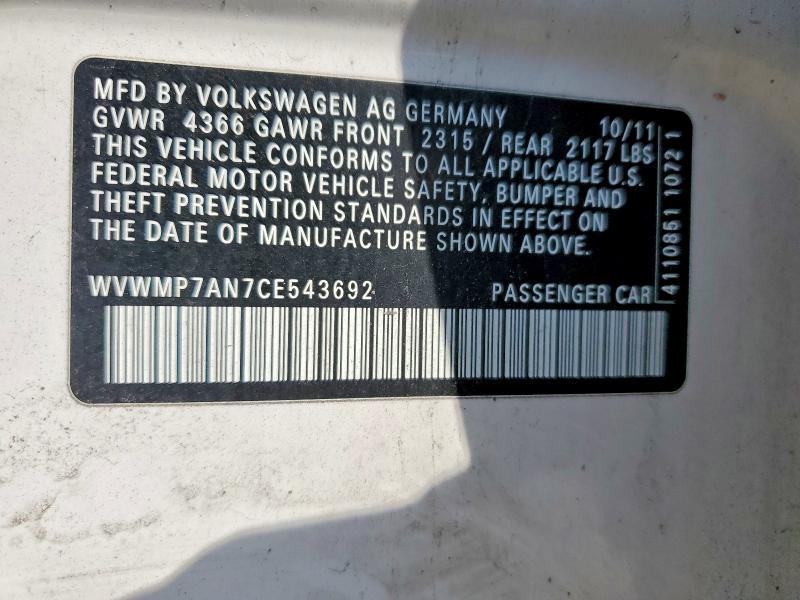 MFD BY VOLKSWAGEN AG GERMANY 10/11
GVWR 4366 GAWR FRONT 2315 / REAR 2117 LBS
THIS VEHICLE CONFORMS TO ALL APPLICABLE U.S.
FEDERAL MOTOR VEHICLE SAFETY, BUMPER AND
THEFT PREVENTION STANDARDS IN EFFECT ON
THE DATE OF MANUFACTURE SHOWN ABOVE.
WVWMP7AN7CE543692 PASSENGER CAR
4110851 1072 1